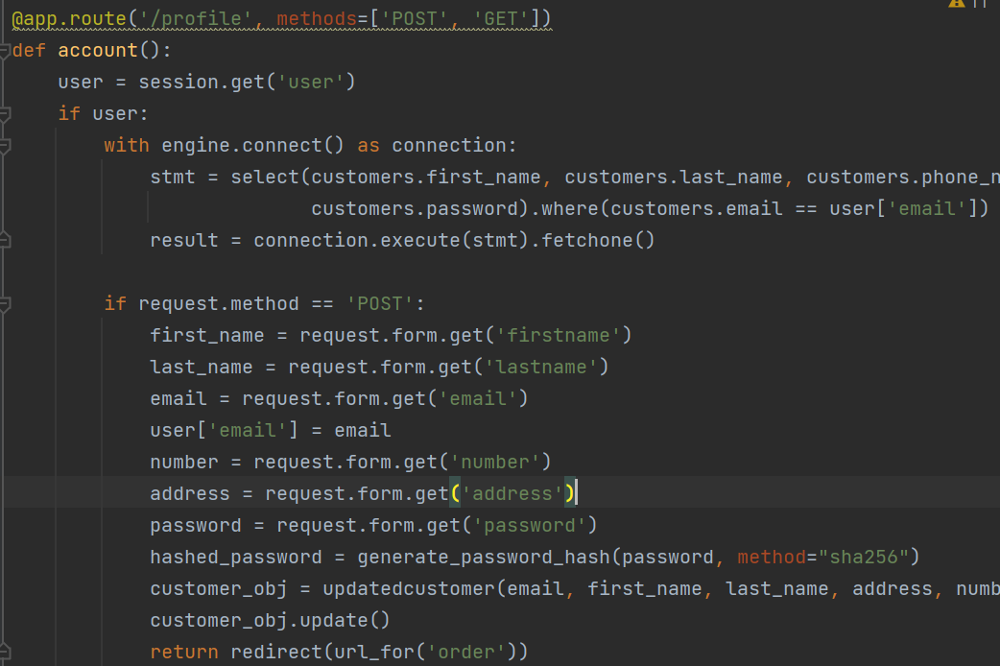 @app.route('/profile', methods=['POST', 'GET'])
def account():
    user = session.get('user')
    if user:
        with engine.connect() as connection:
            stmt = select(customers.first_name, customers.last_name, customers.phone_n
                          customers.password).where(customers.email == user['email'])
            result = connection.execute(stmt).fetchone()

        if request.method == 'POST':
            first_name = request.form.get('firstname')
            last_name = request.form.get('lastname')
            email = request.form.get('email')
            user['email'] = email
            number = request.form.get('number')
            address = request.form.get('address')
            password = request.form.get('password')
            hashed_password = generate_password_hash(password, method="sha256")
            customer_obj = updatedcustomer(email, first_name, last_name, address, numb
            customer_obj.update()
            return redirect(url_for('order'))